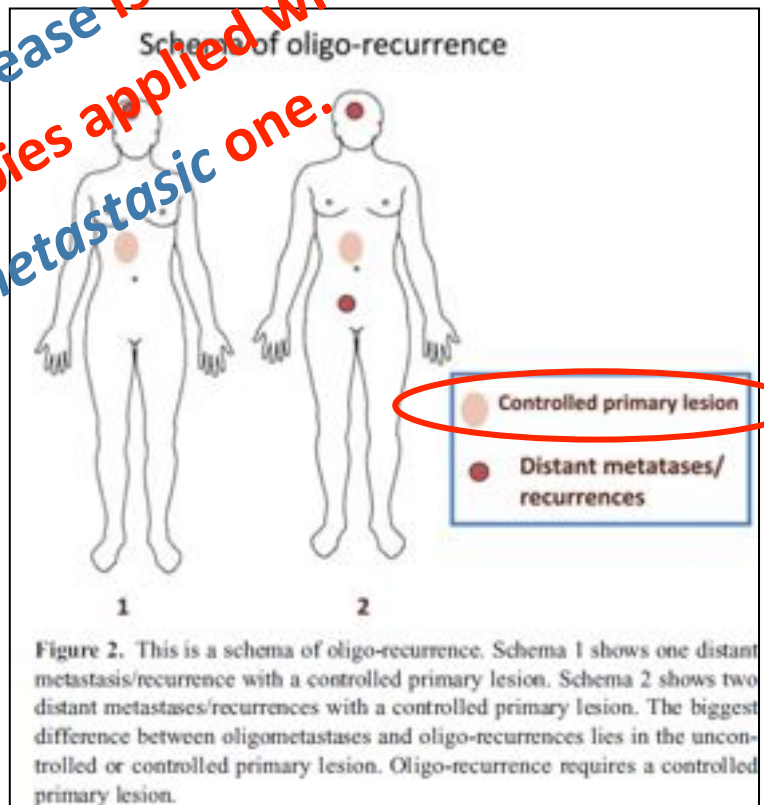 ease is
Schema of oligo-recurrence
pies applied w
metastasic one.
Controlled primary lesion
Distant metatases/
recurrences
1
2
Figure 2. This is a schema of oligo-recurrence. Schema 1 shows one distant
metastasis/recurrence with a controlled primary lesion. Schema 2 shows two
distant metastases/recurrences with a controlled primary lesion. The biggest
difference between oligometastases and oligo-recurrences lies in the uncon-
trolled or controlled primary lesion. Oligo-recurrence requires a controlled
primary lesion.